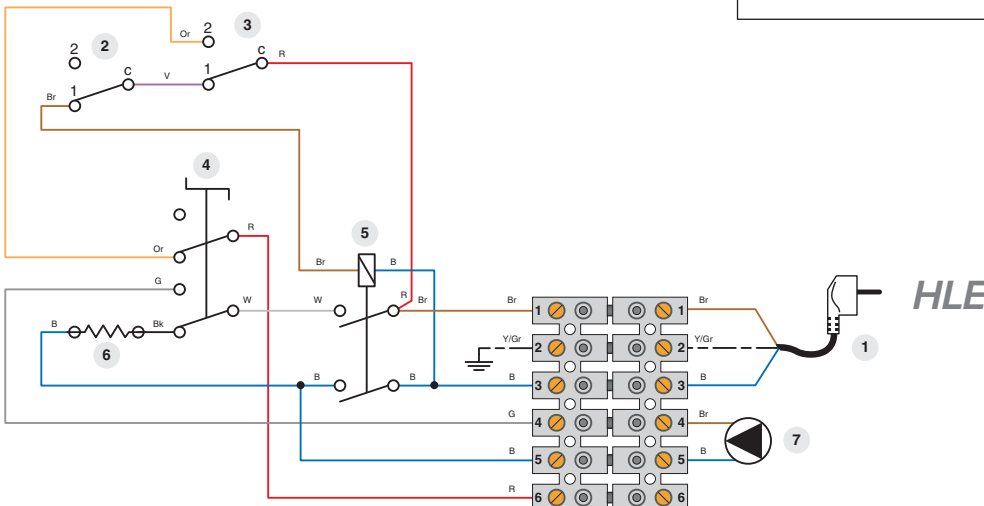 Or 2 3
2 2 C R
C V 1
Br 1
4
R 5
Or Br B
G
W W R Br Br 1 1 Br
B Bk
6 Y/Gr 2 2 Y/Gr 1
B B B 3 3 B
G 4 4 Br
7
B 5 5 B
R 6 6
HLE